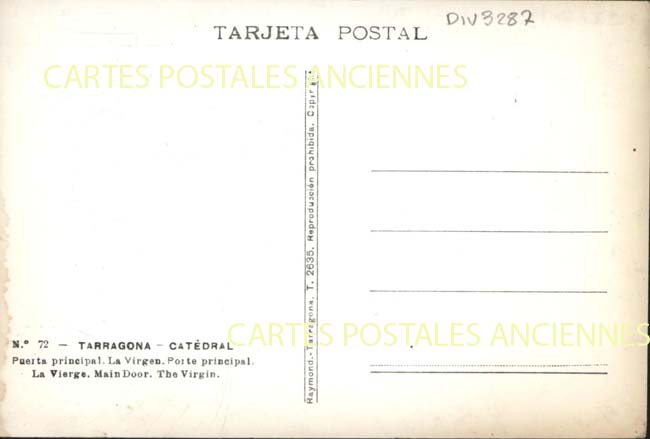 TARJETA POSTAL
DIV3287
CARTES POSTALES ANCIENNES
Raymond.-Tarragona. T. 2635. Reproducción prohibida.
CARTES POSTALES ANCIENNES
N.º 72 — TARRAGONA - CATEDRAL
Puerta principal. La Virgen. Porte principal.
La Vierge. Main Door. The Virgin.